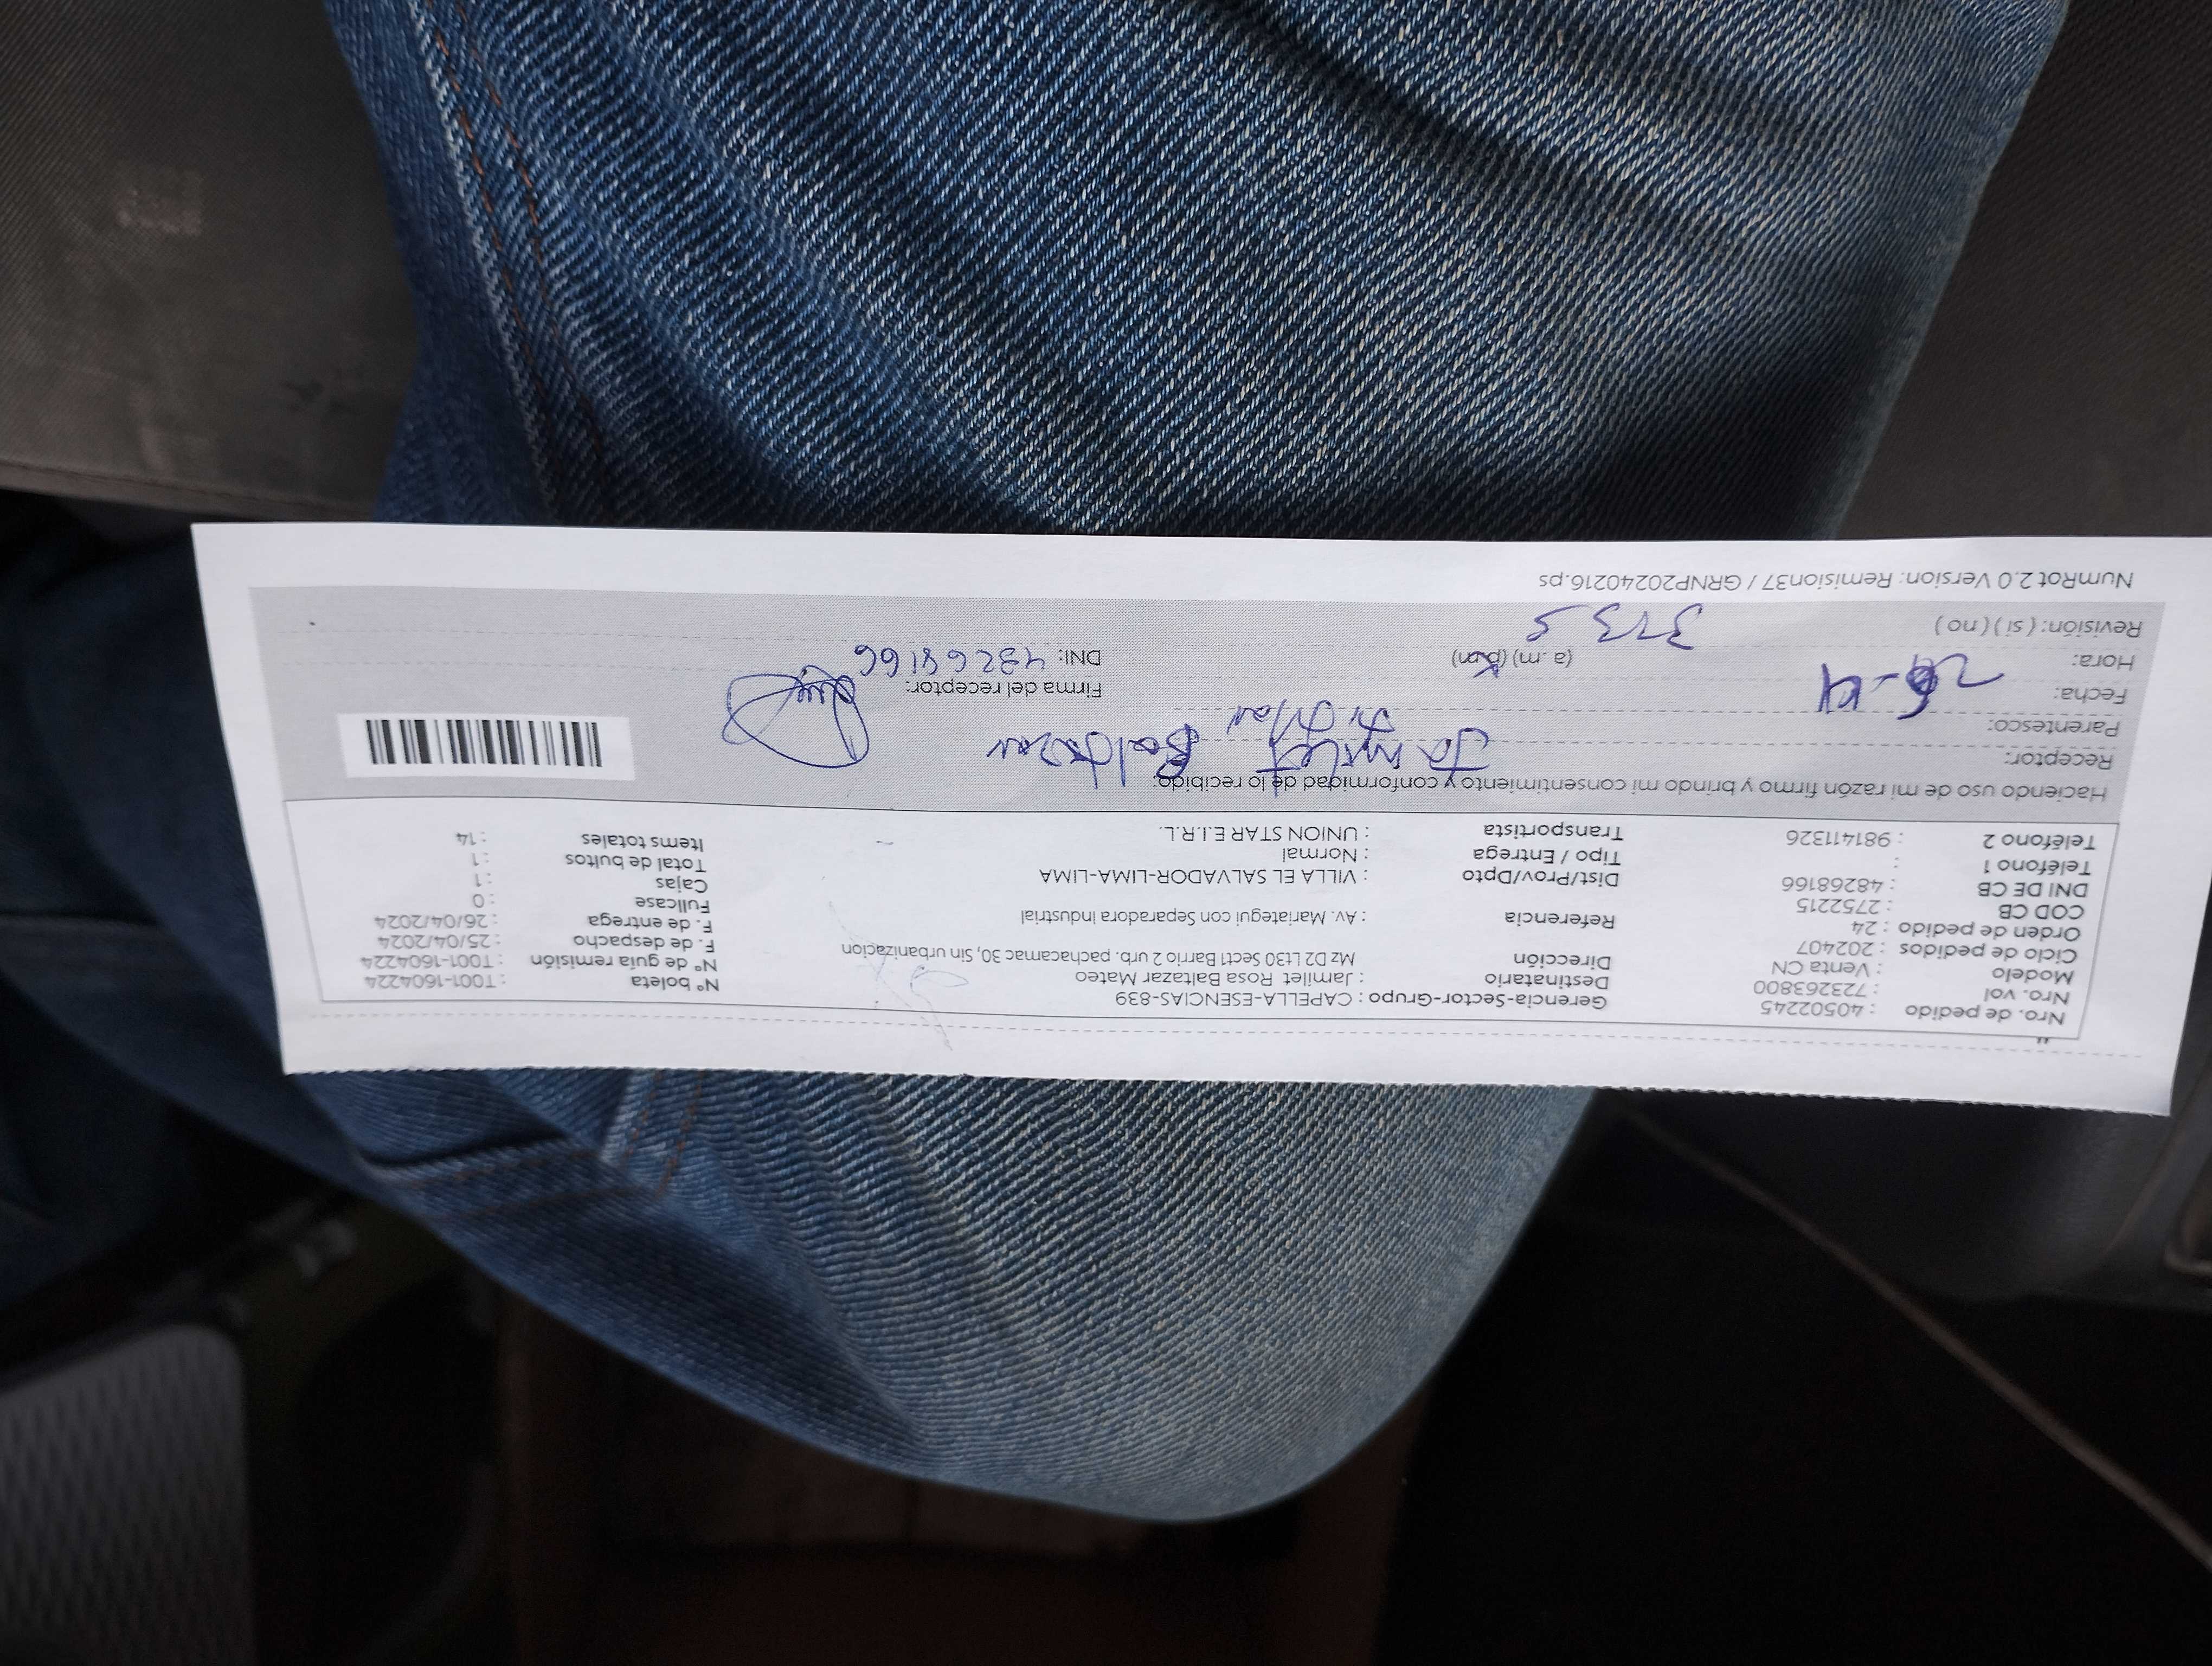 Nro. de pedido : 40502245
Nro. vol : 723263800
Modelo : Venta CN
Ciclo de pedidos : 202407
Orden de pedido : 24
COD CB : 2752215
DNI DE CB : 48268166
Teléfono 1 :
Teléfono 2 : 981411326
Gerencia-Sector-Grupo : CAPELLA-ESENCIAS-839
Destinatario : Jamilet Rosa Baltazar Mateo
Dirección MZ D2 Lt30 Sect1 Barrio 2 urb. pachacamac 30, Sin urbanizacion
Referencia : Av. Mariategui con Separadora Industrial
Dist/Prov/Dpto : VILLA EL SALVADOR-LIMA-LIMA
Tipo / Entrega : Normal
Transportista : UNION STAR E.I.R.L.
Nº boleta : T001-1604224
Nº de guía remisión : T001-1604224
F. de despacho : 25/04/2024
F. de entrega : 26/04/2024
Fullcase : 0
Cajas : 1
Total de bultos : 1
Items totales : 14
Haciendo uso de mi razón firmo y brindo mi consentimiento y conformidad de lo recibido:
Receptor: Jamilet Baltazar
Parentesco:
Fecha: 26-04
Hora: (a.m) (p.m)
Revisión: ( si ) ( no )
Firma del receptor:
DNI: 48268166
NumRot 2.0 Version: Remision37 / GRNP20240216.ps